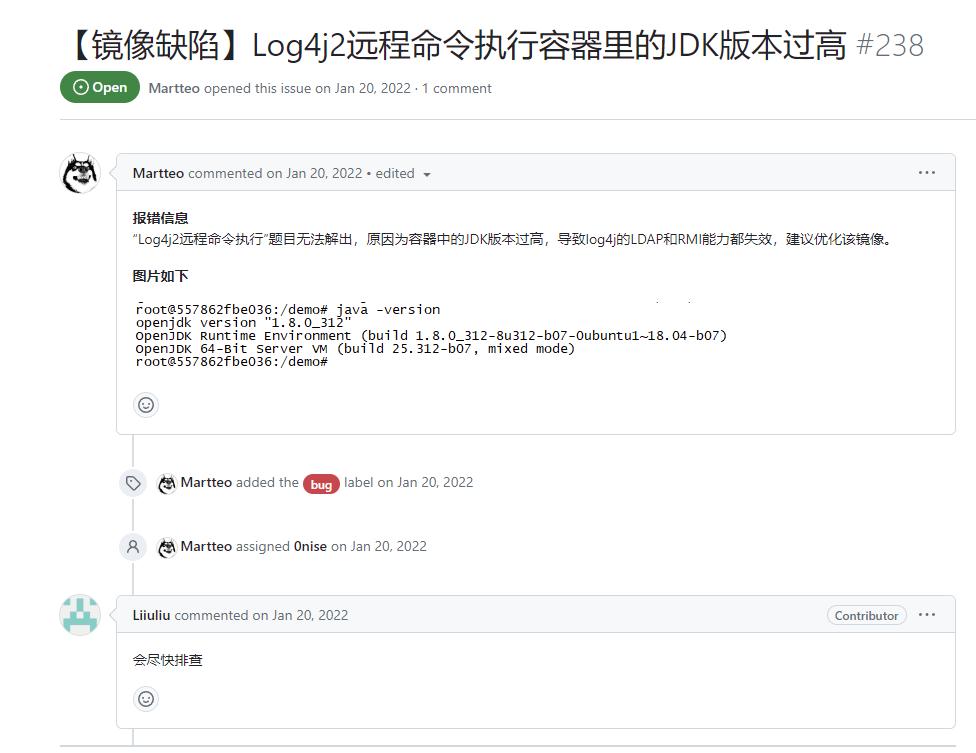 【镜像缺陷】Log4j2远程命令执行容器里的JDK版本过高 #238
Open Martteo opened this issue on Jan 20, 2022 · 1 comment
Martteo commented on Jan 20, 2022 • edited
报错信息
“Log4j2远程命令执行”题目无法解出，原因为容器中的JDK版本过高，导致log4j的LDAP和RMI能力都失效，建议优化该镜像。
图片如下
root@557862fbe036:/demo# java -version
openjdk version "1.8.0_312"
OpenJDK Runtime Environment (build 1.8.0_312-8u312-b07-0ubuntu1~18.04-b07)
OpenJDK 64-Bit Server VM (build 25.312-b07, mixed mode)
root@557862fbe036:/demo#
Martteo added the bug label on Jan 20, 2022
Martteo assigned 0nise on Jan 20, 2022
Liiuliu commented on Jan 20, 2022 Contributor
会尽快排查